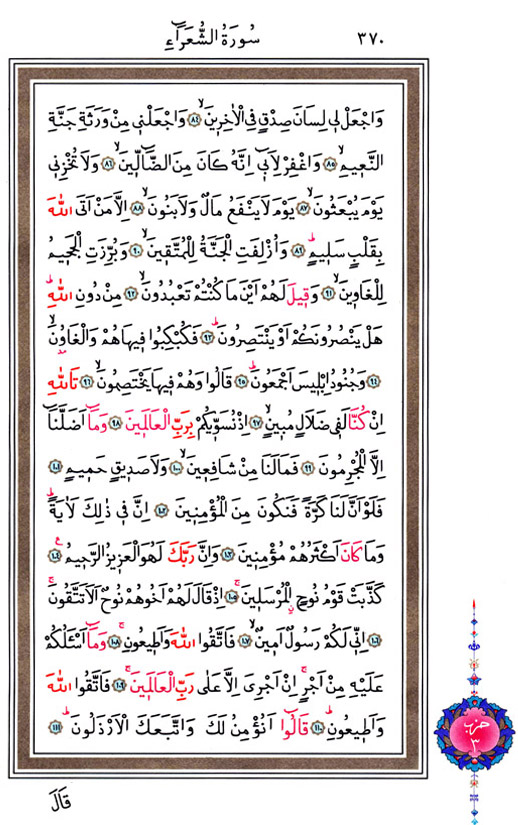 ٣٧٠ سُورَةُ الشُّعَرَاءِ
وَاجْعَلْ لٖى لِسَانَ صِدْقٍ فِى الْاٰخِرٖينَۙ ﴿٨٤﴾ وَاجْعَلْنٖى مِنْ وَرَثَةِ جَنَّةِ
النَّعٖيمِۙ ﴿٨٥﴾ وَاغْفِرْ لِاَبٖٓى اِنَّهُ كَانَ مِنَ الضَّٓالّٖينَۙ ﴿٨٦﴾ وَلَا تُخْزِنٖى
يَوْمَ يُبْعَثُونَۙ ﴿٨٧﴾ يَوْمَ لَا يَنْفَعُ مَالٌ وَلَا بَنُونَۙ ﴿٨٨﴾ اِلَّا مَنْ اَتَى اللّٰهَ
بِقَلْبٍ سَلٖيمٍؕ ﴿٨٩﴾ وَاُزْلِفَتِ الْجَنَّةُ لِلْمُتَّقٖينَۙ ﴿٩٠﴾ وَبُرِّزَتِ الْجَحٖيمُ
لِلْغَاوٖينَۙ ﴿٩١﴾ وَقٖيلَ لَهُمْ اَيْنَ مَا كُنْتُمْ تَعْبُدُونَۙ ﴿٩٢﴾ مِنْ دُونِ اللّٰهِؕ
هَلْ يَنْصُرُونَكُمْ اَوْ يَنْتَصِرُونَؕ ﴿٩٣﴾ فَكُبْكِبُوا فٖيهَا هُمْ وَالْغَاوُ۫نَۙ
﴿٩٤﴾ وَجُنُودُ اِبْلٖيسَ اَجْمَعُونَؕ ﴿٩٥﴾ قَالُوا وَهُمْ فٖيهَا يَخْتَصِمُونَۙ ﴿٩٦﴾ تَاللّٰهِ
اِنْ كُنَّا لَفٖى ضَلَالٍ مُبٖينٍۙ ﴿٩٧﴾ اِذْ نُسَوّٖيكُمْ بِرَبِّ الْعَالَمٖينَ ﴿٩٨﴾ وَمَٓا اَضَلَّنَٓا
اِلَّا الْمُجْرِمُونَ ﴿٩٩﴾ فَمَا لَنَا مِنْ شَافِعٖينَۙ ﴿١٠٠﴾ وَلَا صَدٖيقٍ حَمٖيمٍ ﴿١٠١﴾
فَلَوْ اَنَّ لَنَا كَرَّةً فَنَكُونَ مِنَ الْمُؤْمِنٖينَ ﴿١٠٢﴾ اِنَّ فٖى ذٰلِكَ لَاٰيَةًؕ
وَمَا كَانَ اَكْثَرُهُمْ مُؤْمِنٖينَ ﴿١٠٣﴾ وَاِنَّ رَبَّكَ لَهُوَ الْعَزٖيزُ الرَّحٖيمُ ﴿١٠٤﴾
كَذَّبَتْ قَوْمُ نُوحٍۨ الْمُرْسَلٖينَۚ ﴿١٠٥﴾ اِذْ قَالَ لَهُمْ اَخُوهُمْ نُوحٌ اَلَا تَتَّقُونَۚ
﴿١٠٦﴾ اِنّٖى لَكُمْ رَسُولٌ اَمٖينٌۙ ﴿١٠٧﴾ فَاتَّقُوا اللّٰهَ وَاَطٖيعُونِۚ ﴿١٠٨﴾ وَمَٓا اَسْـَٔلُكُمْ
عَلَيْهِ مِنْ اَجْرٍۚ اِنْ اَجْرِىَ اِلَّا عَلٰى رَبِّ الْعَالَمٖينَۚ ﴿١٠٩﴾ فَاتَّقُوا اللّٰهَ
وَاَطٖيعُونِؕ ﴿١١٠﴾ قَالُٓوا اَنُؤْمِنُ لَكَ وَاتَّبَعَكَ الْاَرْذَلُونَؕ ﴿١١١﴾
حزب
٣
قَالَ